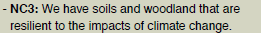 - NC3: We have soils and woodland that are
resilient to the impacts of climate change.